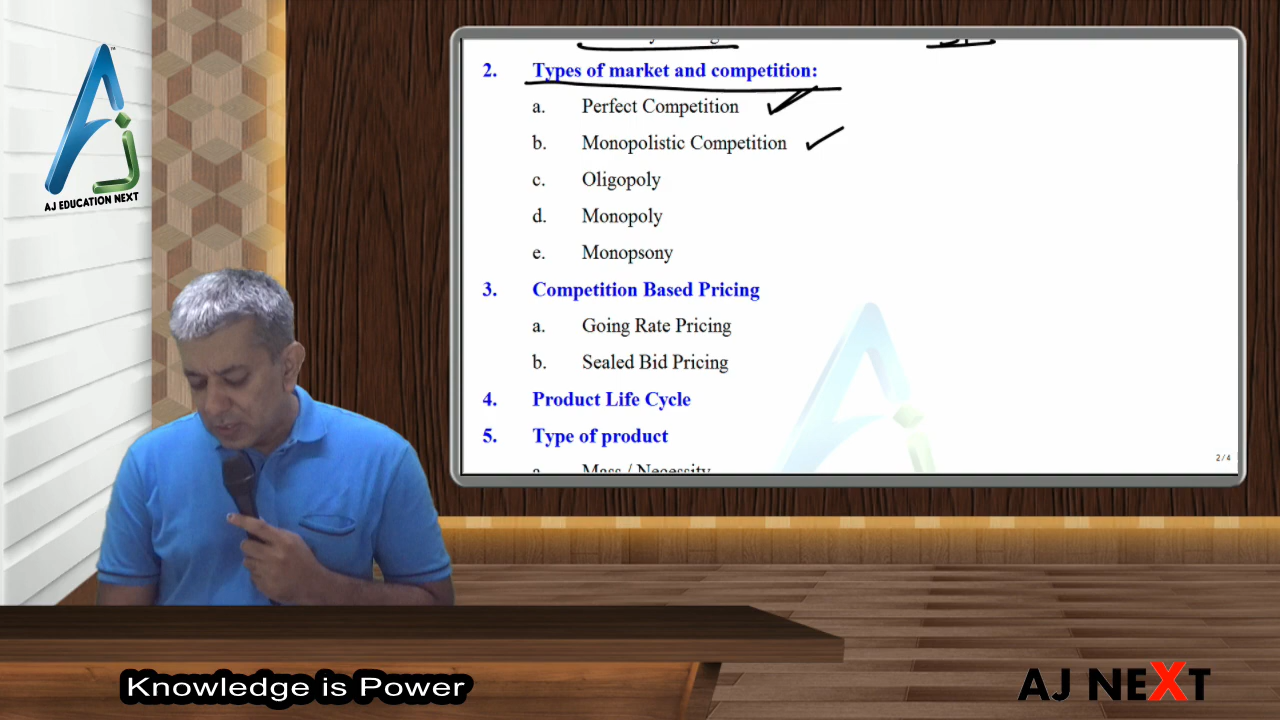 AJ EDUCATION NEXT
2. Types of market and competition:
a. Perfect Competition
b. Monopolistic Competition
c. Oligopoly
d. Monopoly
e. Monopsony
3. Competition Based Pricing
a. Going Rate Pricing
b. Sealed Bid Pricing
4. Product Life Cycle
5. Type of product
a. Mass / Necessity
2/4
Knowledge is Power
AJ NEXT